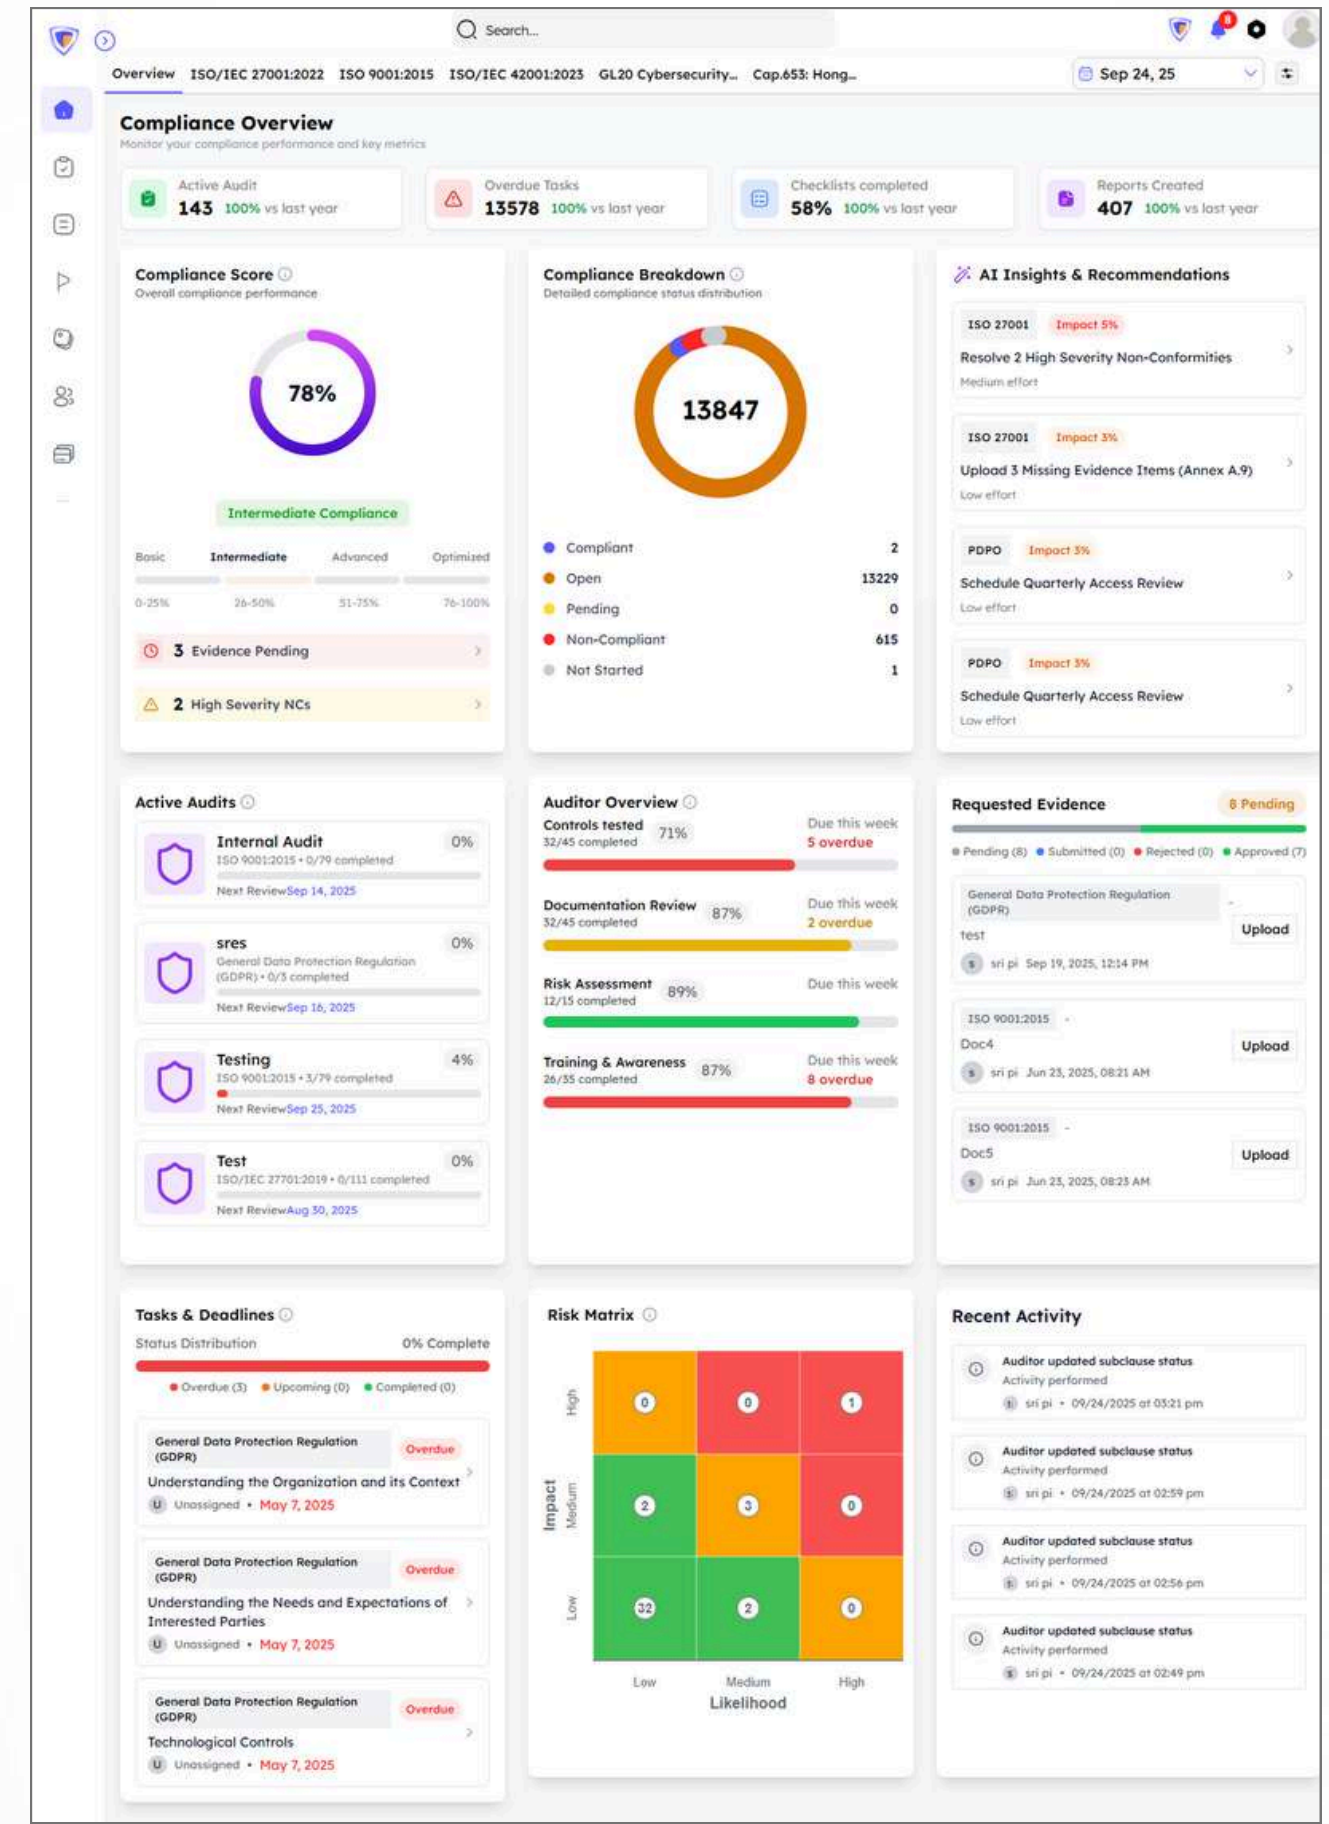 Search...
8
Overview ISO/IEC 27001:2022 ISO 9001:2015 ISO/IEC 42001:2023 GL20 Cybersecurity... Cap.653: Hong...
Sep 24, 25
Compliance Overview
Monitor your compliance performance and key metrics
Active Audit
143 100% vs last year
Overdue Tasks
13578 100% vs last year
Checklists completed
58% 100% vs last year
Reports Created
407 100% vs last year
Compliance Score
Overall compliance performance
78%
Intermediate Compliance
Basic Intermediate Advanced Optimized
0-25% 26-50% 51-75% 76-100%
3 Evidence Pending
2 High Severity NCs
Compliance Breakdown
Detailed compliance status distribution
13847
Compliant 2
Open 13229
Pending 0
Non-Compliant 615
Not Started 1
AI Insights & Recommendations
ISO 27001 Impact 5%
Resolve 2 High Severity Non-Conformities
Medium effort
ISO 27001 Impact 3%
Upload 3 Missing Evidence Items (Annex A.9)
Low effort
PDPO Impact 3%
Schedule Quarterly Access Review
Low effort
PDPO Impact 3%
Schedule Quarterly Access Review
Low effort
Active Audits
Internal Audit 0%
ISO 9001:2015 • 0/79 completed
Next ReviewSep 14, 2025
sres 0%
General Data Protection Regulation
(GDPR) • 0/3 completed
Next ReviewSep 16, 2025
Testing 4%
ISO 9001:2015 • 3/79 completed
Next ReviewSep 25, 2025
Test 0%
ISO/IEC 27701:2019 • 0/111 completed
Next ReviewAug 30, 2025
Auditor Overview
Controls tested 71% Due this week
32/45 completed 5 overdue
Documentation Review 87% Due this week
32/45 completed 2 overdue
Risk Assessment 89% Due this week
12/15 completed
Training & Awareness 87% Due this week
26/35 completed 8 overdue
Requested Evidence 8 Pending
Pending (8) Submitted (0) Rejected (0) Approved (7)
General Data Protection Regulation
(GDPR) -
test Upload
s sri pi Sep 19, 2025, 12:14 PM
ISO 9001:2015 -
Doc4 Upload
s sri pi Jun 23, 2025, 08:21 AM
ISO 9001:2015 -
Doc5 Upload
s sri pi Jun 23, 2025, 08:23 AM
Tasks & Deadlines
Status Distribution 0% Complete
Overdue (3) Upcoming (0) Completed (0)
General Data Protection Regulation
(GDPR) Overdue
Understanding the Organization and its Context
U Unassigned • May 7, 2025
General Data Protection Regulation
(GDPR) Overdue
Understanding the Needs and Expectations of
Interested Parties
U Unassigned • May 7, 2025
General Data Protection Regulation
(GDPR) Overdue
Technological Controls
U Unassigned • May 7, 2025
Risk Matrix
Impact
High 0 0 1
Medium 2 3 0
Low 32 2 0
Low Medium High
Likelihood
Recent Activity
Auditor updated subclause status
Activity performed
s sri pi • 09/24/2025 at 03:21 pm
Auditor updated subclause status
Activity performed
s sri pi • 09/24/2025 at 02:59 pm
Auditor updated subclause status
Activity performed
s sri pi • 09/24/2025 at 02:56 pm
Auditor updated subclause status
Activity performed
s sri pi • 09/24/2025 at 02:49 pm